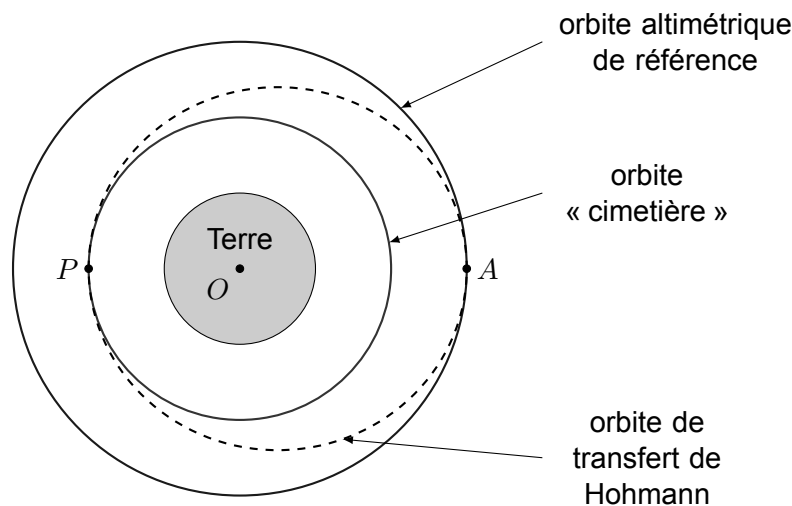 orbite altimétrique
de référence
orbite
« cimetière »
Terre
P
O
A
orbite de
transfert de
Hohmann